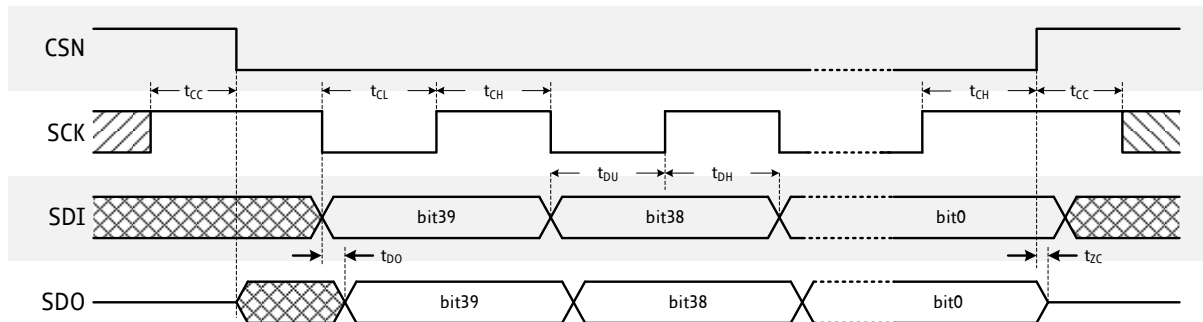 CSN
tCC tCL tCH tCH tCC
SCK
tDU tDH
SDI bit39 bit38 bit0
tDO tZC
SDO bit39 bit38 bit0